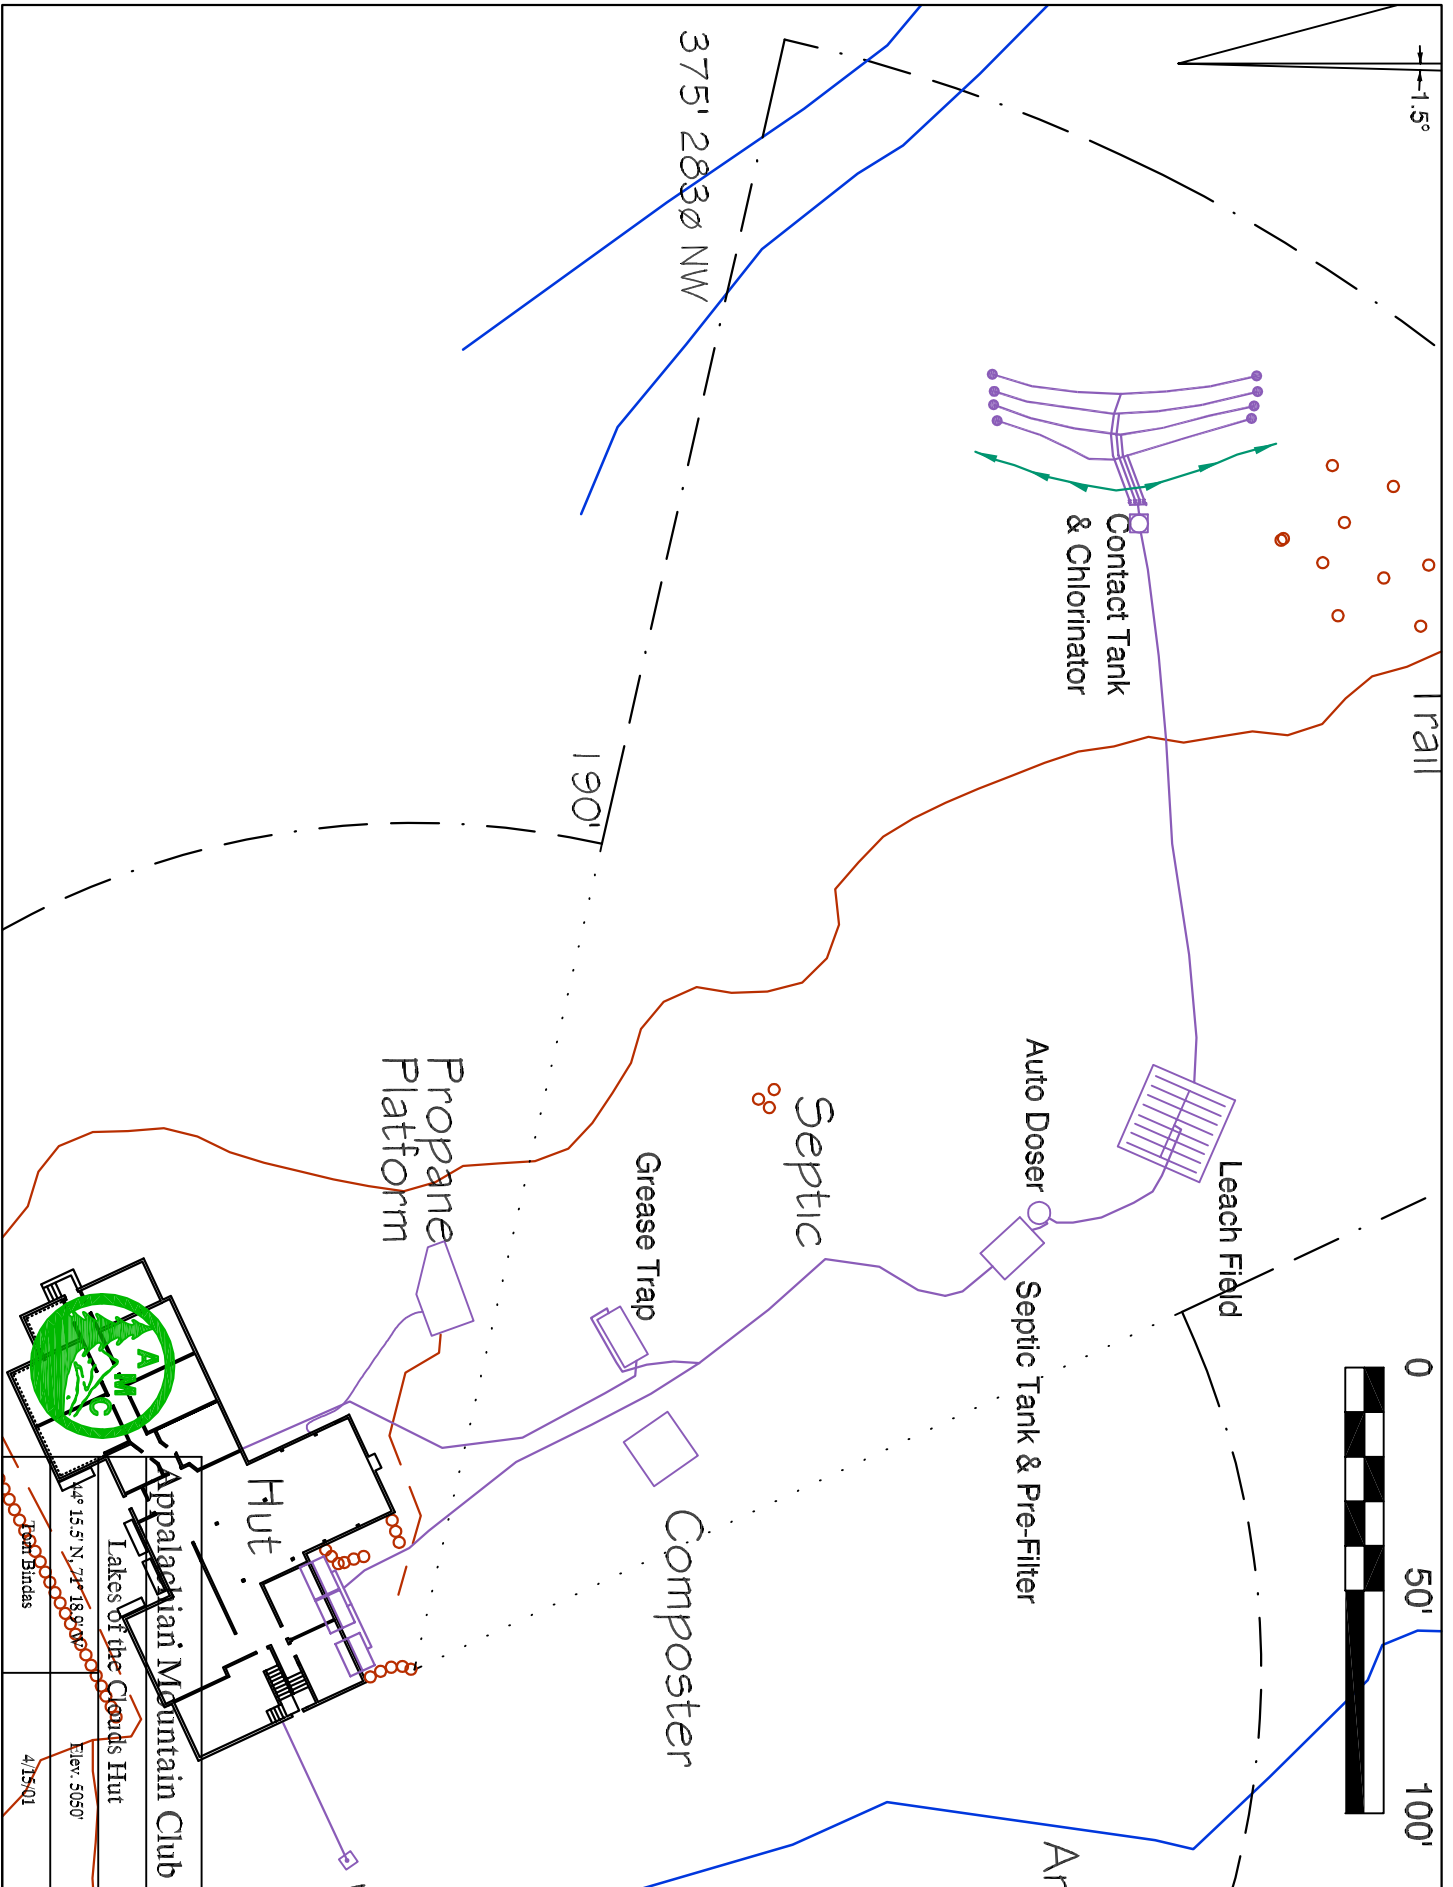 1.5°
Trail
375' 283ø NW
Contact Tank
& Chlorinator
190'
Leach Field
Auto Doser
Septic Tank & Pre-Filter
Septic
Grease Trap
Propane
Platform
Composter
Hut
0 50' 100'
A M C
Appalachian Mountain Club
Lakes of the Clouds Hut
44° 15.5' N, 71° 18.9' W Elev. 5050'
Tom Bindas 4/15/01